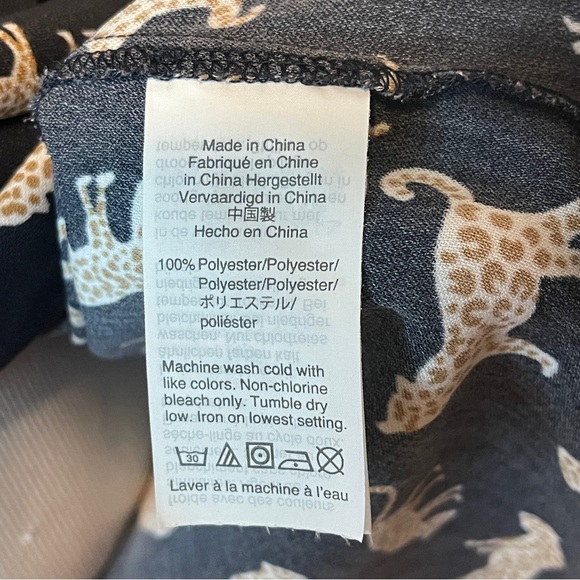 Made in China
Fabriqué en Chine
in China Hergestellt
Vervaardigd in China
中国製
Hecho en China
100% Polyester/Polyester/
Polyester/Polyester/
ポリエステル/
poliéster
Machine wash cold with
like colors. Non-chlorine
bleach only. Tumble dry
low. Iron on lowest setting.
30
Laver à la machine à l'eau